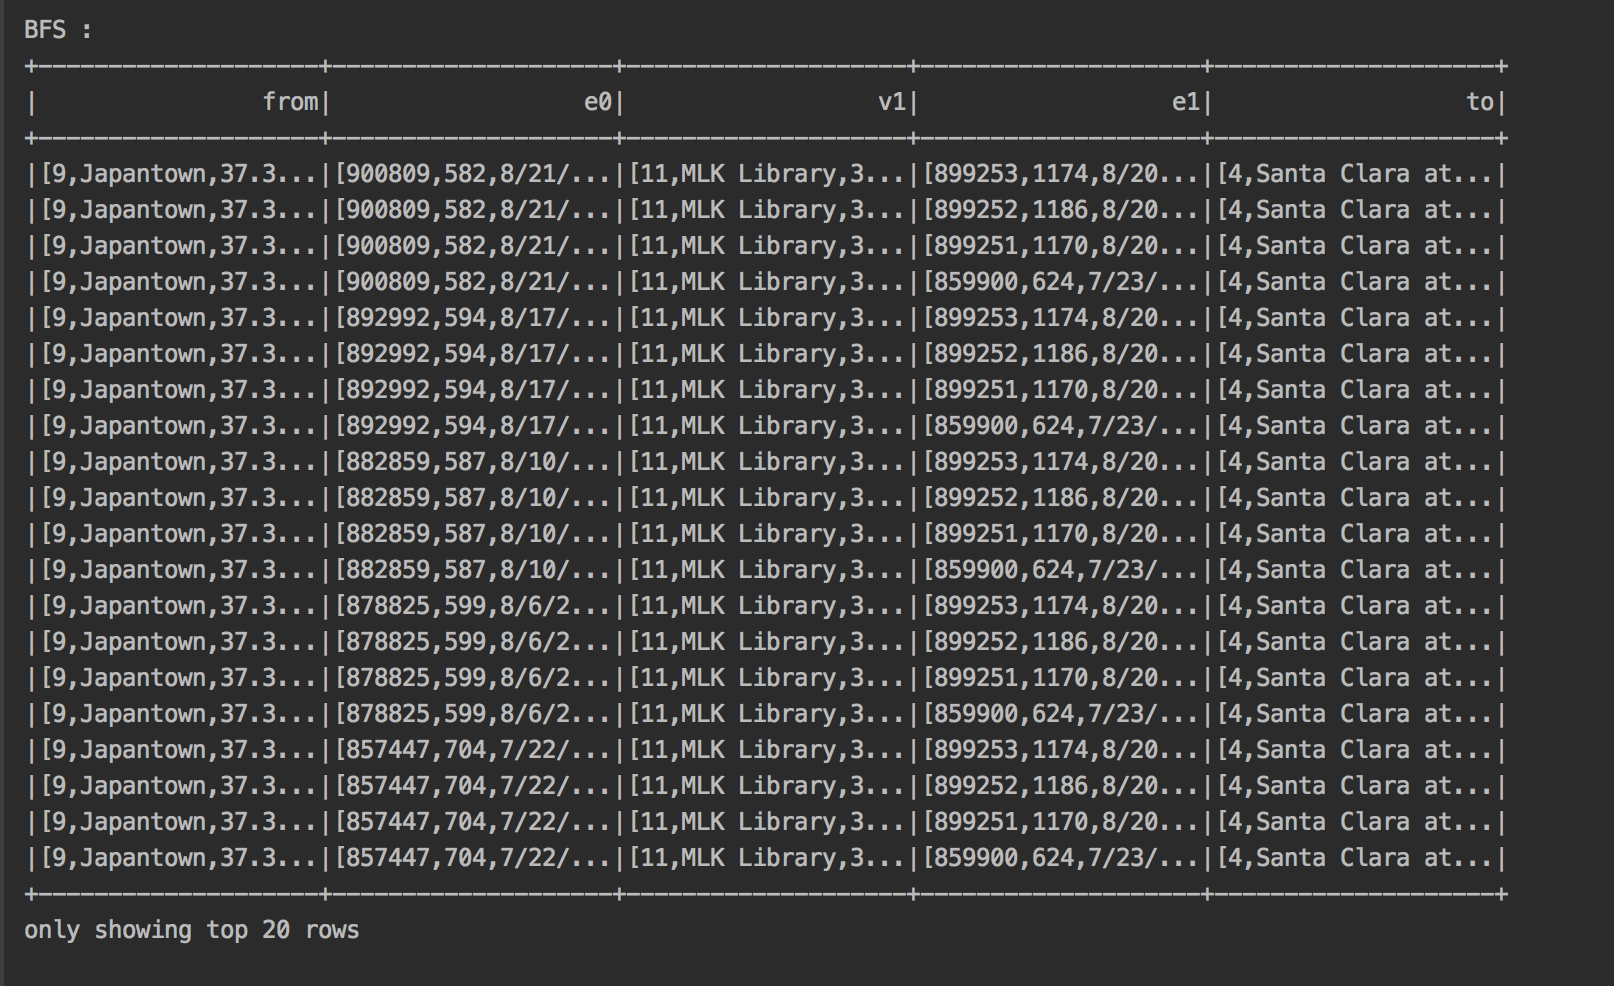 BFS :
+--------------------+--------------------+--------------------+--------------------+--------------------+
|                from|                  e0|                  v1|                  e1|                  to|
+--------------------+--------------------+--------------------+--------------------+--------------------+
|[9,Japantown,37.3...|[900809,582,8/21/...|[11,MLK Library,3...|[899253,1174,8/20...|[4,Santa Clara at...|
|[9,Japantown,37.3...|[900809,582,8/21/...|[11,MLK Library,3...|[899252,1186,8/20...|[4,Santa Clara at...|
|[9,Japantown,37.3...|[900809,582,8/21/...|[11,MLK Library,3...|[899251,1170,8/20...|[4,Santa Clara at...|
|[9,Japantown,37.3...|[900809,582,8/21/...|[11,MLK Library,3...|[859900,624,7/23/...|[4,Santa Clara at...|
|[9,Japantown,37.3...|[892992,594,8/17/...|[11,MLK Library,3...|[899253,1174,8/20...|[4,Santa Clara at...|
|[9,Japantown,37.3...|[892992,594,8/17/...|[11,MLK Library,3...|[899252,1186,8/20...|[4,Santa Clara at...|
|[9,Japantown,37.3...|[892992,594,8/17/...|[11,MLK Library,3...|[899251,1170,8/20...|[4,Santa Clara at...|
|[9,Japantown,37.3...|[892992,594,8/17/...|[11,MLK Library,3...|[859900,624,7/23/...|[4,Santa Clara at...|
|[9,Japantown,37.3...|[882859,587,8/10/...|[11,MLK Library,3...|[899253,1174,8/20...|[4,Santa Clara at...|
|[9,Japantown,37.3...|[882859,587,8/10/...|[11,MLK Library,3...|[899252,1186,8/20...|[4,Santa Clara at...|
|[9,Japantown,37.3...|[882859,587,8/10/...|[11,MLK Library,3...|[899251,1170,8/20...|[4,Santa Clara at...|
|[9,Japantown,37.3...|[882859,587,8/10/...|[11,MLK Library,3...|[859900,624,7/23/...|[4,Santa Clara at...|
|[9,Japantown,37.3...|[878825,599,8/6/2...|[11,MLK Library,3...|[899253,1174,8/20...|[4,Santa Clara at...|
|[9,Japantown,37.3...|[878825,599,8/6/2...|[11,MLK Library,3...|[899252,1186,8/20...|[4,Santa Clara at...|
|[9,Japantown,37.3...|[878825,599,8/6/2...|[11,MLK Library,3...|[899251,1170,8/20...|[4,Santa Clara at...|
|[9,Japantown,37.3...|[878825,599,8/6/2...|[11,MLK Library,3...|[859900,624,7/23/...|[4,Santa Clara at...|
|[9,Japantown,37.3...|[857447,704,7/22/...|[11,MLK Library,3...|[899253,1174,8/20...|[4,Santa Clara at...|
|[9,Japantown,37.3...|[857447,704,7/22/...|[11,MLK Library,3...|[899252,1186,8/20...|[4,Santa Clara at...|
|[9,Japantown,37.3...|[857447,704,7/22/...|[11,MLK Library,3...|[899251,1170,8/20...|[4,Santa Clara at...|
|[9,Japantown,37.3...|[857447,704,7/22/...|[11,MLK Library,3...|[859900,624,7/23/...|[4,Santa Clara at...|
+--------------------+--------------------+--------------------+--------------------+--------------------+
only showing top 20 rows